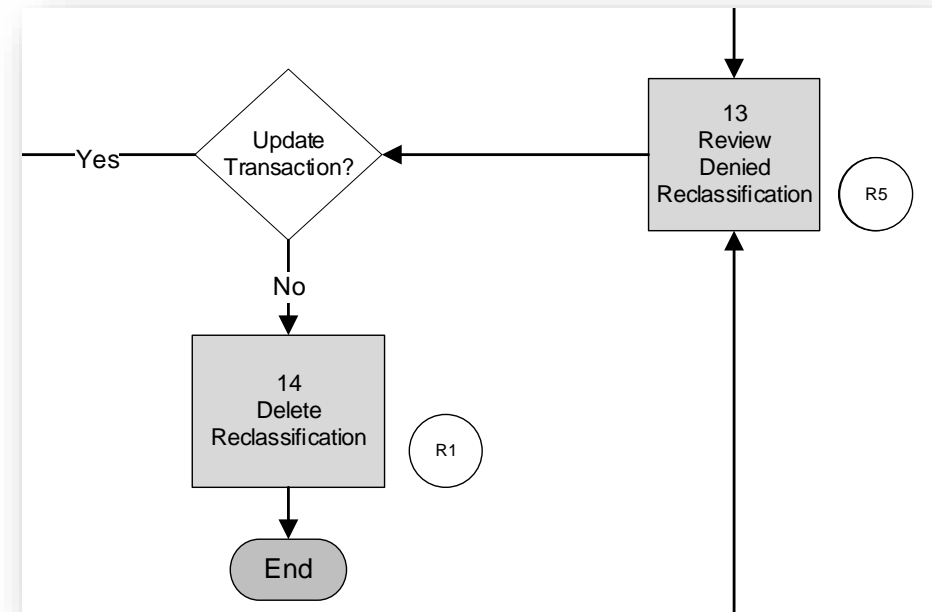 13
Review
Denied
Reclassification
R5
Update
Transaction?
Yes
No
14
Delete
Reclassification
R1
End